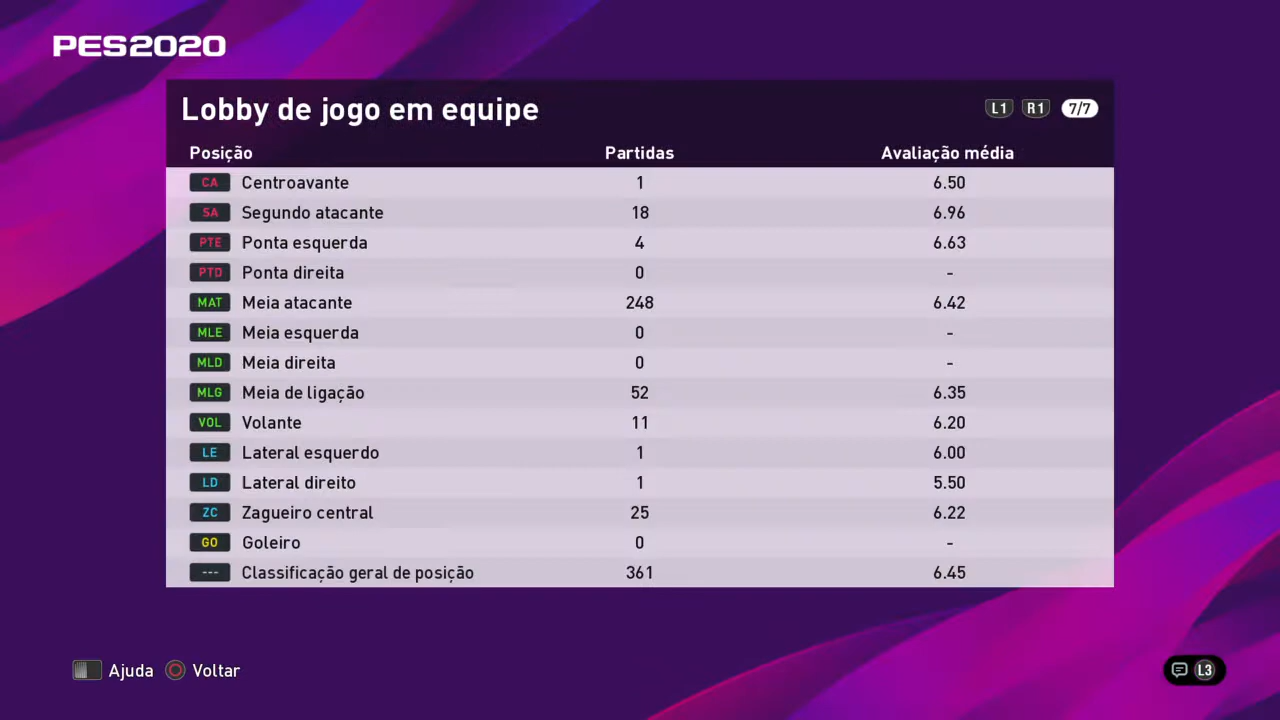 PES2020
Lobby de jogo em equipe L1 R1 7/7
Posição Partidas Avaliação média
CA Centroavante 1 6.50
SA Segundo atacante 18 6.96
PTE Ponta esquerda 4 6.63
PTD Ponta direita 0 -
MAT Meia atacante 248 6.42
MLE Meia esquerda 0 -
MLD Meia direita 0 -
MLG Meia de ligação 52 6.35
VOL Volante 11 6.20
LE Lateral esquerdo 1 6.00
LD Lateral direito 1 5.50
ZC Zagueiro central 25 6.22
GO Goleiro 0 -
--- Classificação geral de posição 361 6.45
Ajuda Voltar L3